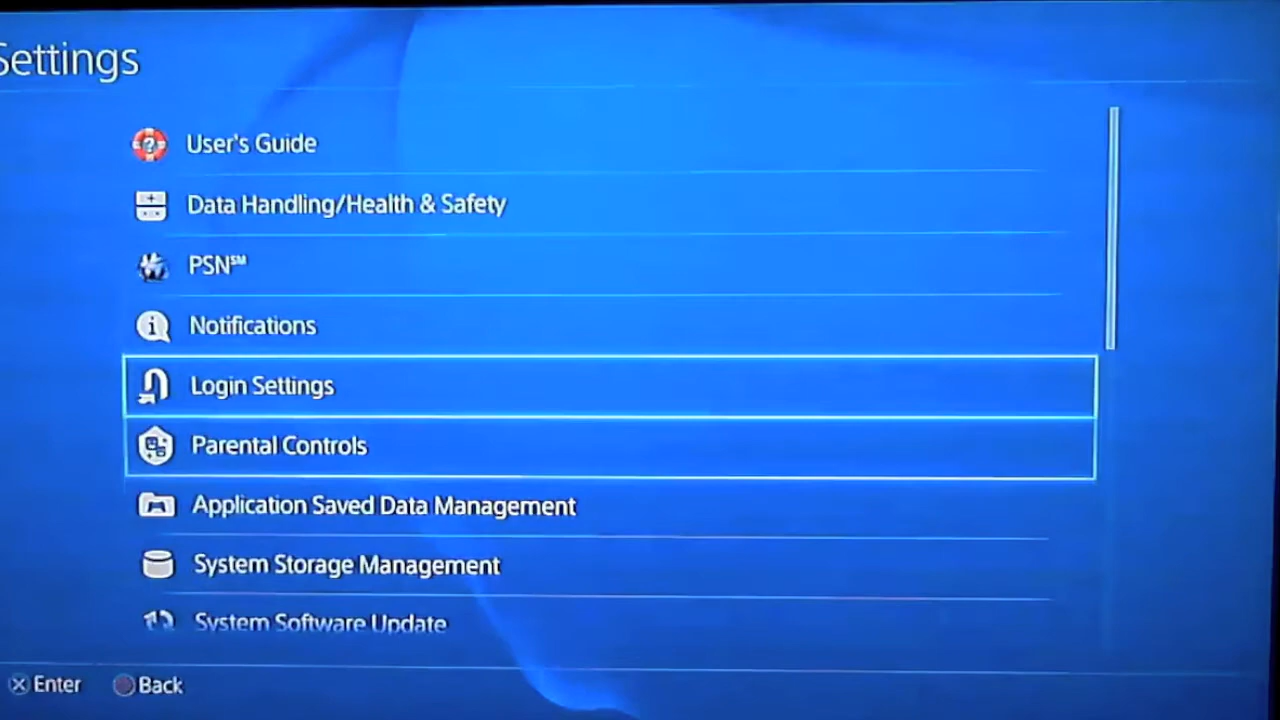 Settings
User's Guide
Data Handling/Health & Safety
PSN℠
Notifications
Login Settings
Parental Controls
Application Saved Data Management
System Storage Management
System Software Update
Enter Back